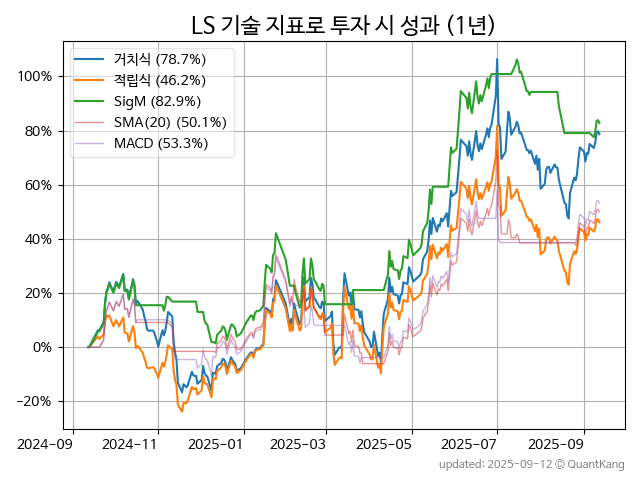 LS 기술 지표로 투자 시 성과 (1년)
거치식 (78.7%)
적립식 (46.2%)
SigM (82.9%)
SMA(20) (50.1%)
MACD (53.3%)
100%
80%
60%
40%
20%
0%
−20%
2024-09 2024-11 2025-01 2025-03 2025-05 2025-07 2025-09
updated: 2025-09-12 © QuantKang